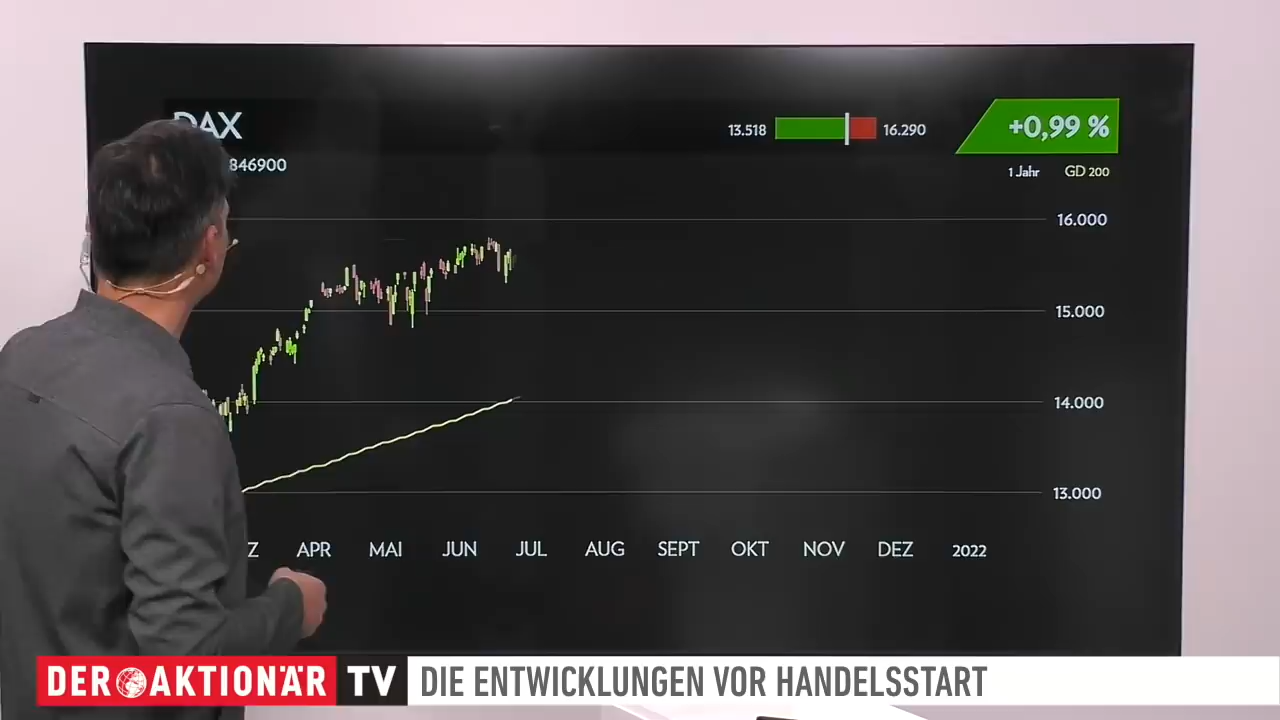 DAX
13.518
16.290
+0,99 %
846900
1 Jahr GD 200
16.000
15.000
14.000
13.000
Z APR MAI JUN JUL AUG SEPT OKT NOV DEZ 2022
DER AKTIONÄR TV DIE ENTWICKLUNGEN VOR HANDELSSTART